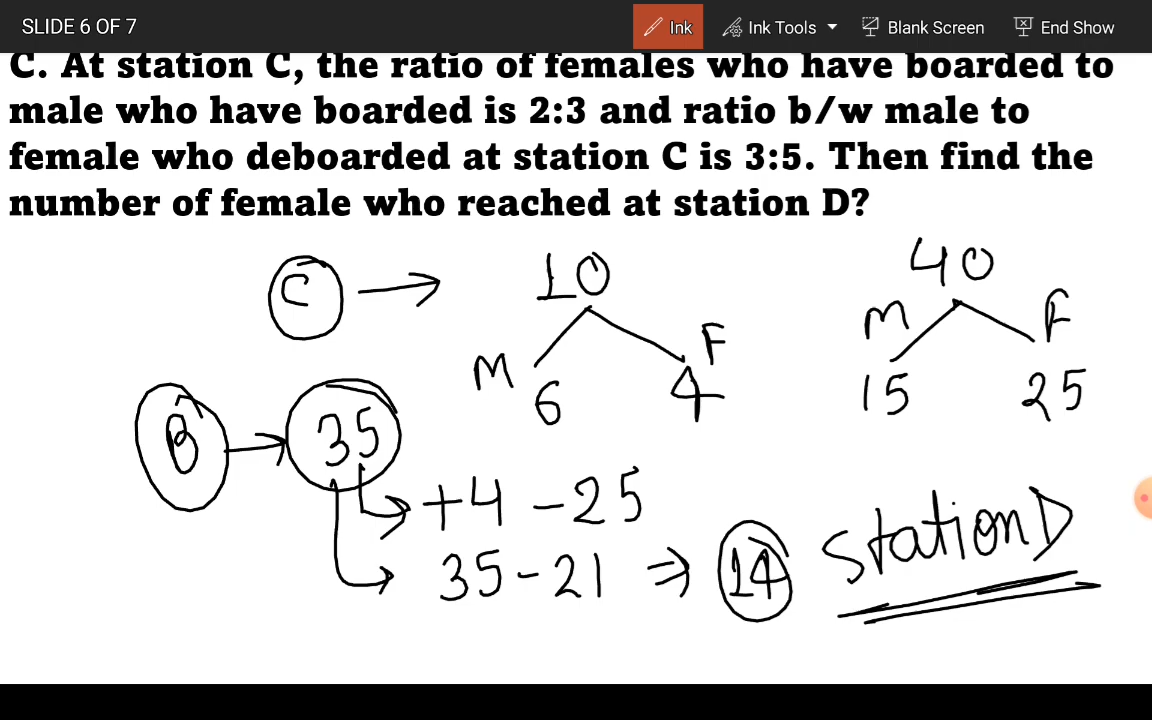 SLIDE 6 OF 7
Ink Ink Tools Blank Screen End Show
C. At station C, the ratio of females who have boarded to
male who have boarded is 2:3 and ratio b/w male to
female who deboarded at station C is 3:5. Then find the
number of female who reached at station D?
C → 10 40
M F M F
6 4 15 25
B → 35
+4 -25
35-21 ⇒ 14 Station D